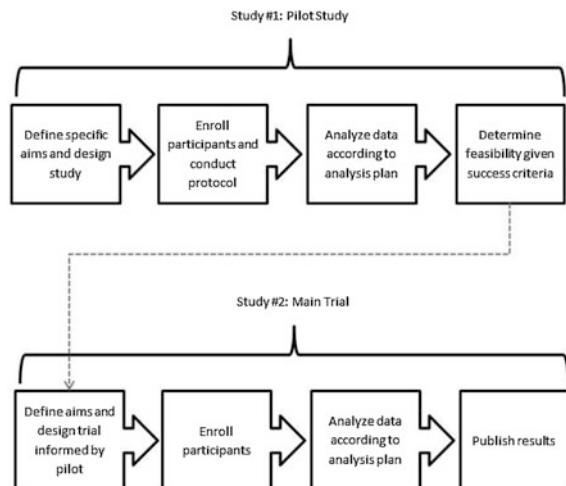 Study #1: Pilot Study
Define specific
aims and design
study
Enroll
participants and
conduct
protocol
Analyze data
according to
analysis plan
Determine
feasibility given
success criteria
Study #2: Main Trial
Define aims and
design trial
informed by
pilot
Enroll
participants
Analyze data
according to
analysis plan
Publish results